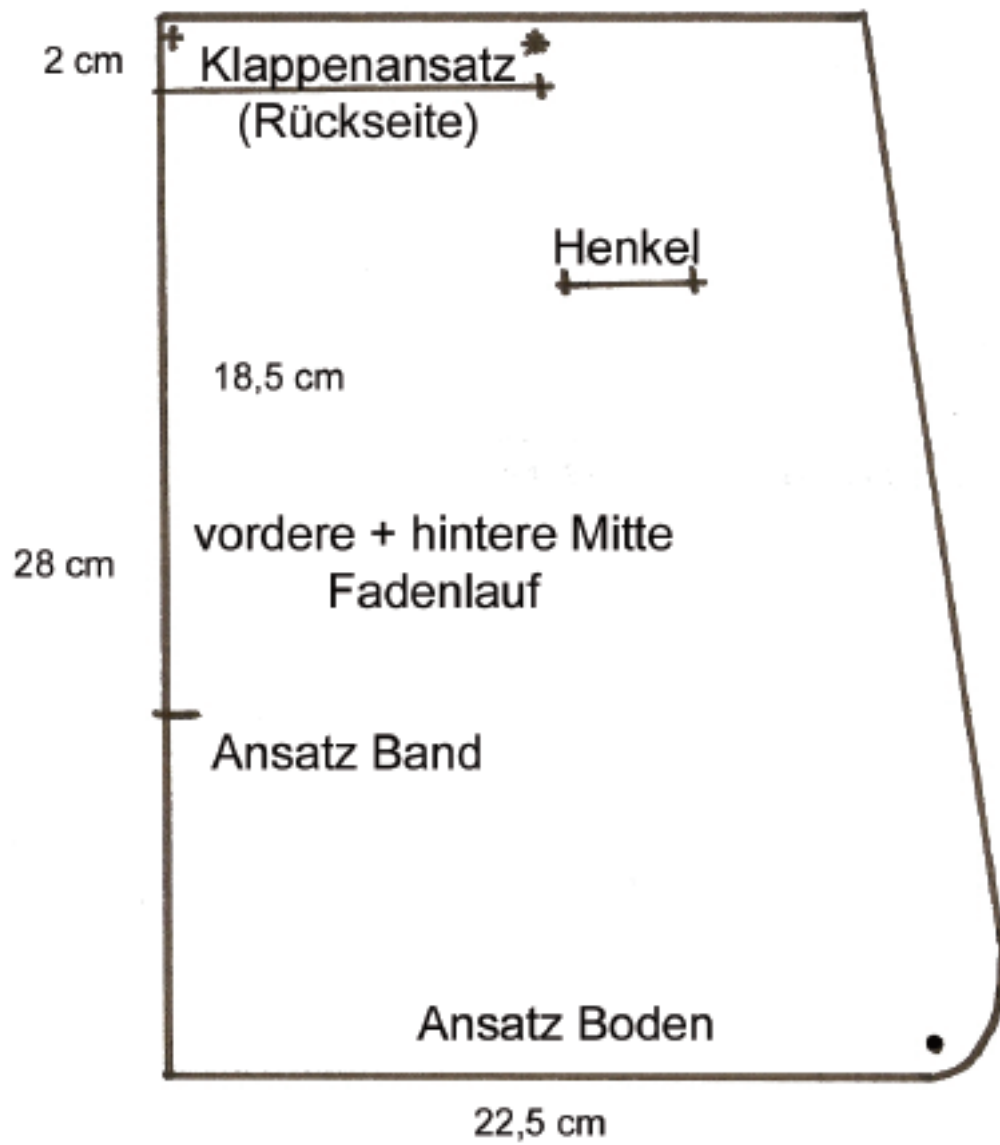 2 cm
Klappenansatz
(Rückseite)
Henkel
18,5 cm
vordere + hintere Mitte
Fadenlauf
28 cm
Ansatz Band
Ansatz Boden
22,5 cm